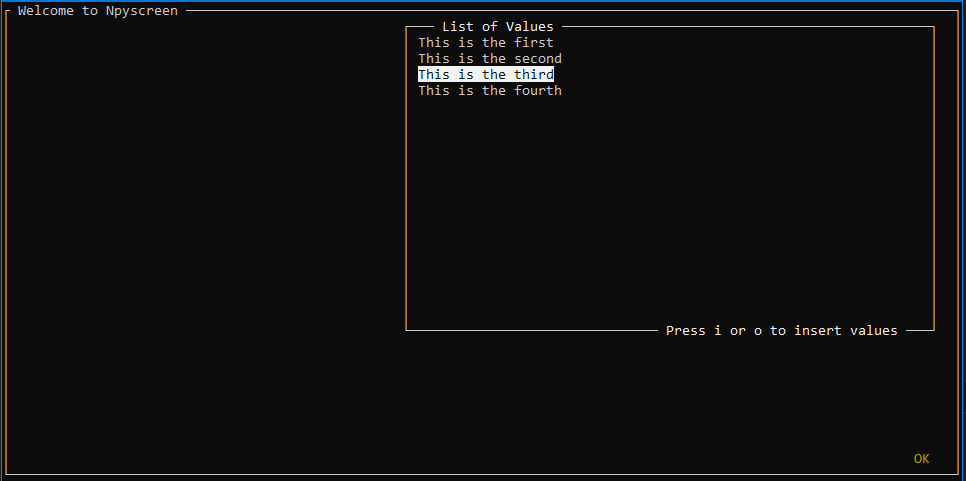 Welcome to Npyscreen
List of Values
This is the first
This is the second
This is the third
This is the fourth
Press i or o to insert values
OK